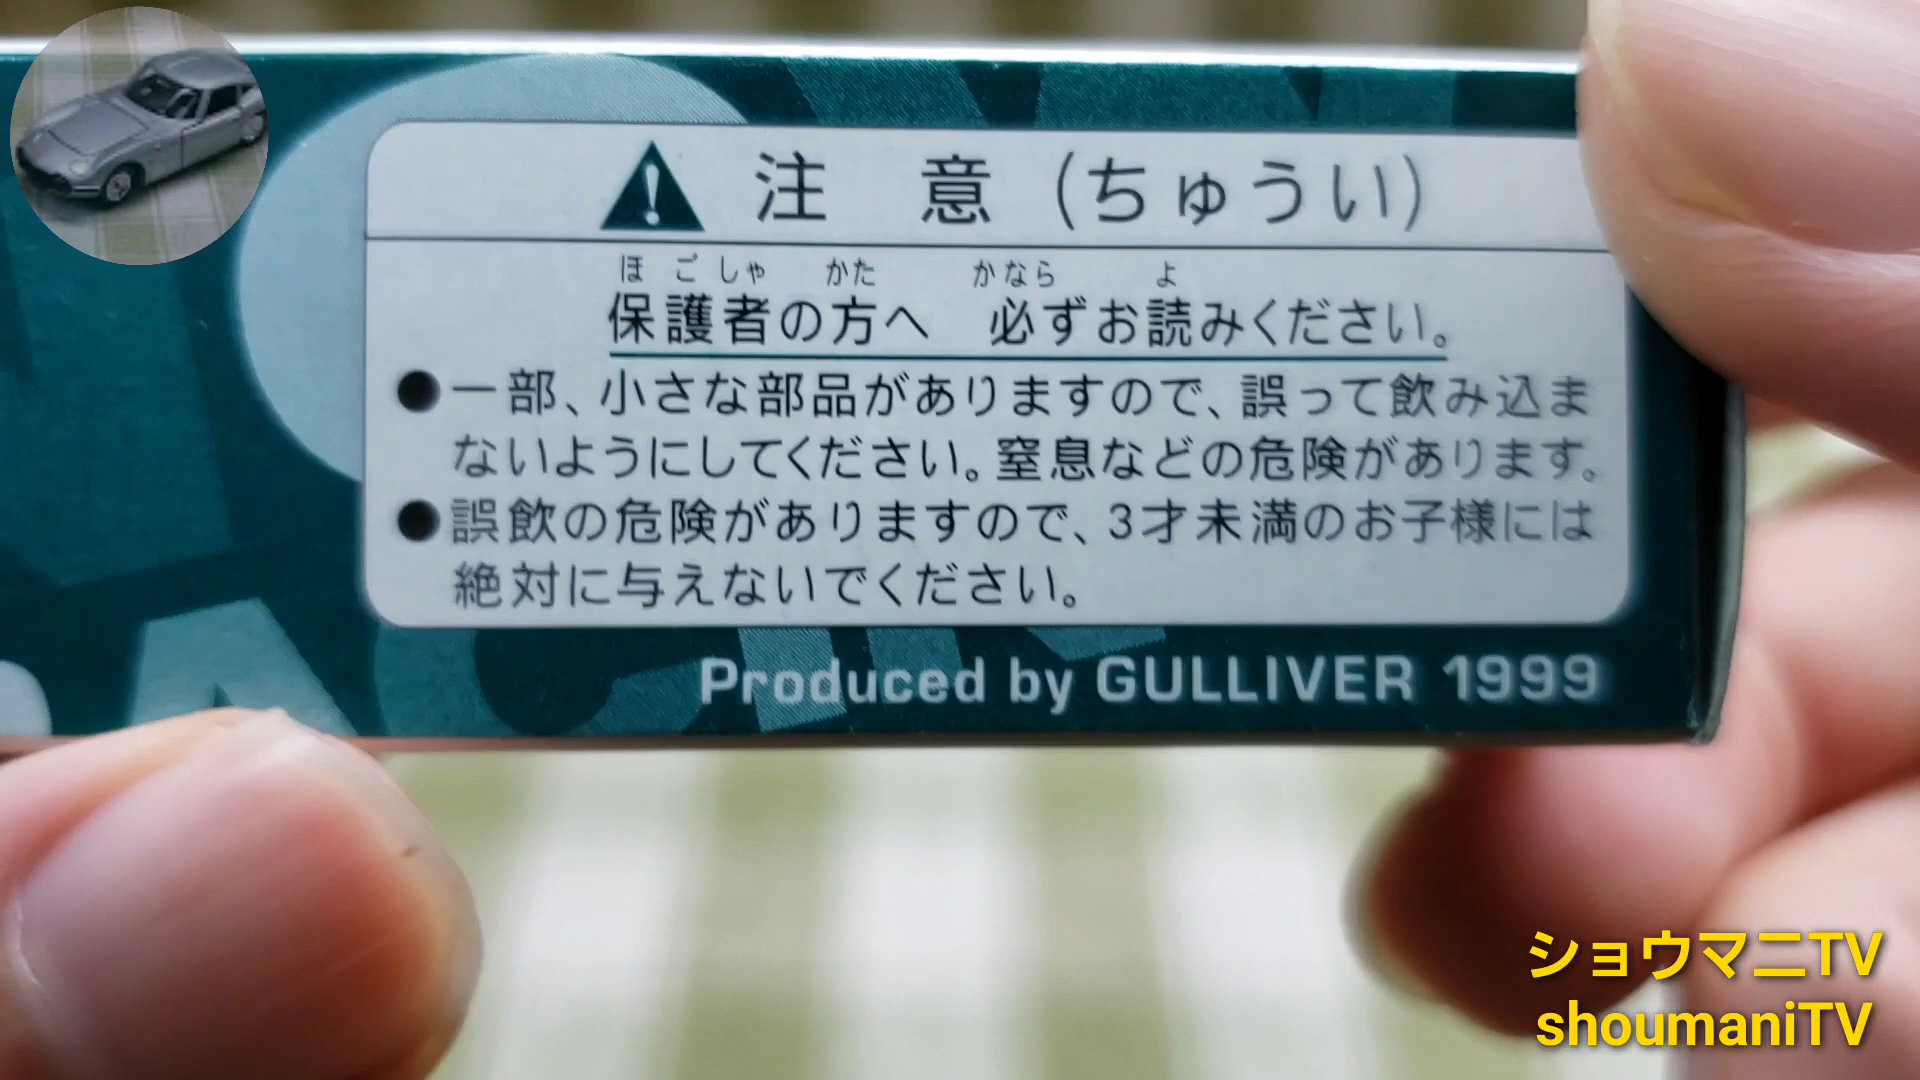 注 意 (ちゅうい)
ほごしゃ かた かなら よ
保護者の方へ 必ずお読みください。
●一部、小さな部品がありますので、誤って飲み込ま
ないようにしてください。窒息などの危険があります。
●誤飲の危険がありますので、3才未満のお子様には
絶対に与えないでください。
Produced by GULLIVER 1999
ショウマニTV
shoumaniTV